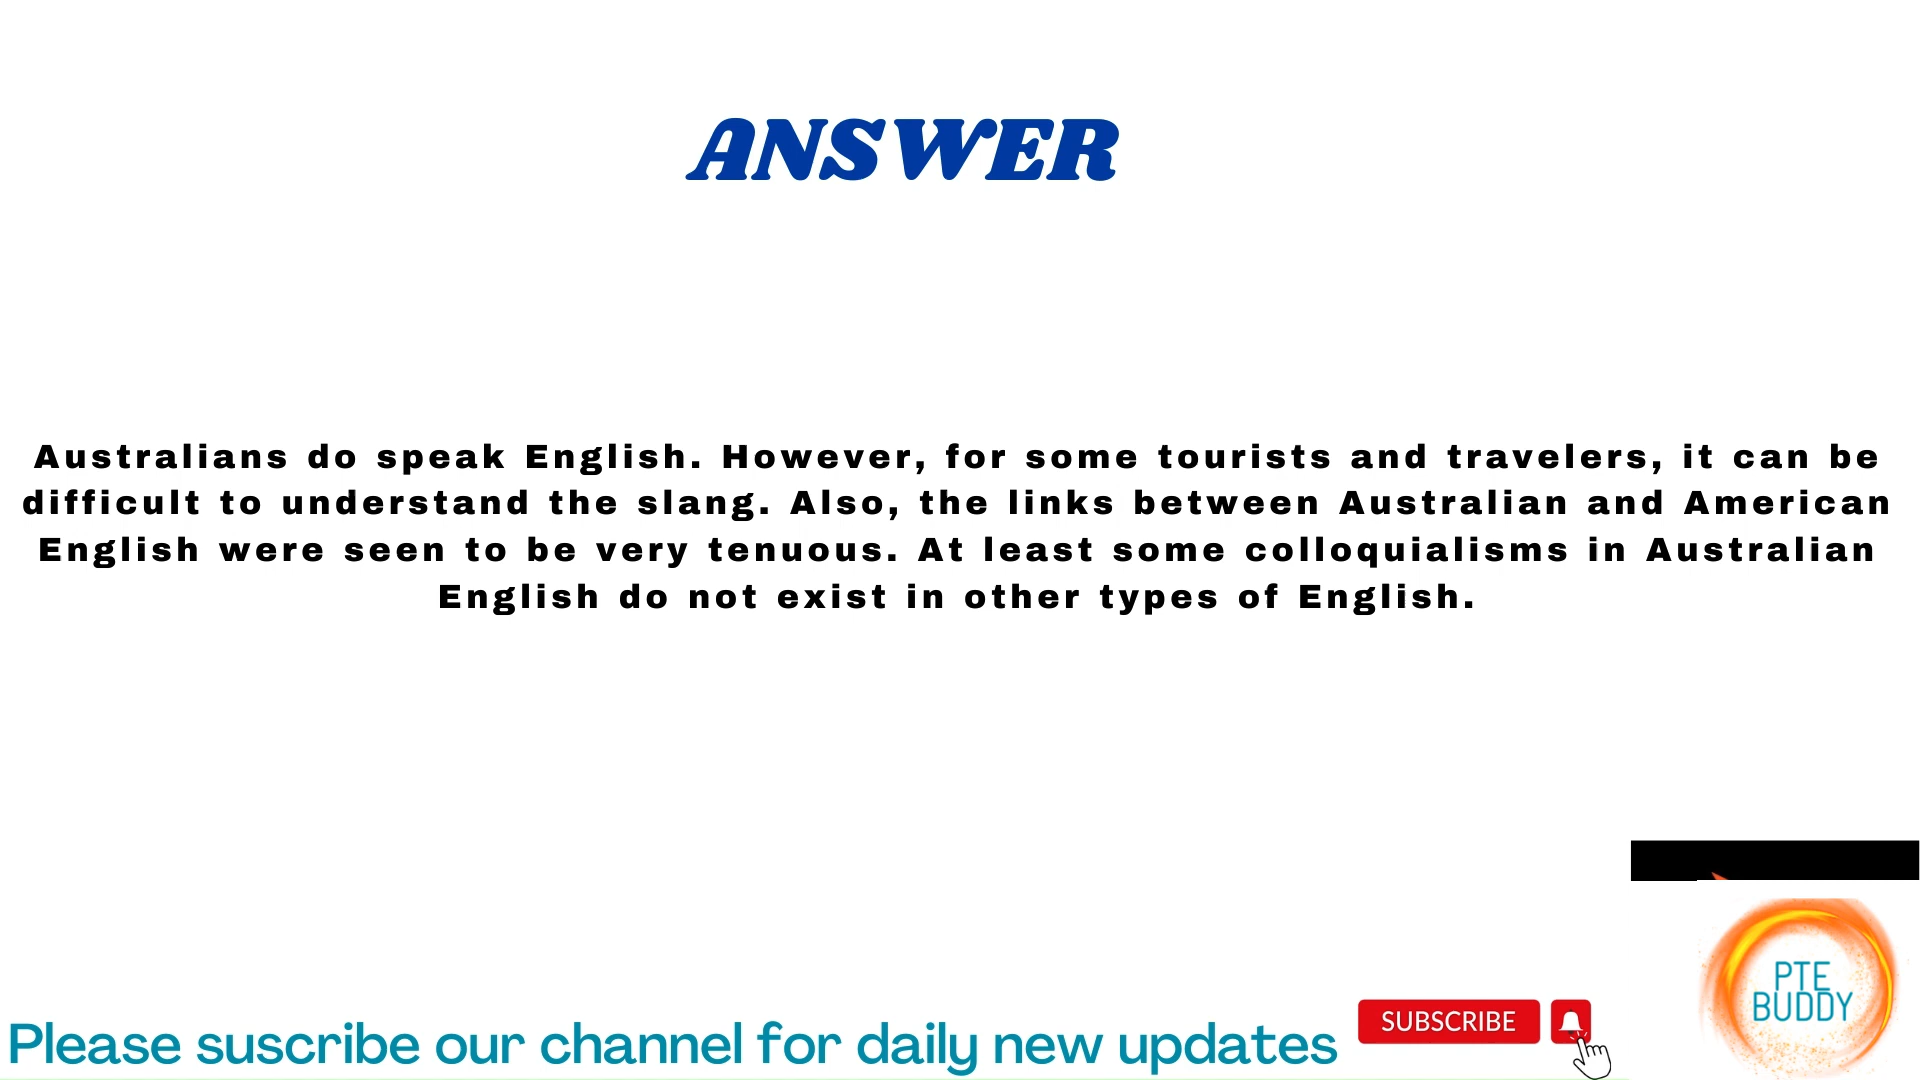 ANSWER
Australians do speak English. However, for some tourists and travelers, it can be
difficult to understand the slang. Also, the links between Australian and American
English were seen to be very tenuous. At least some colloquialisms in Australian
English do not exist in other types of English.
Please suscribe our channel for daily new updates
SUBSCRIBE
PTE
BUDDY